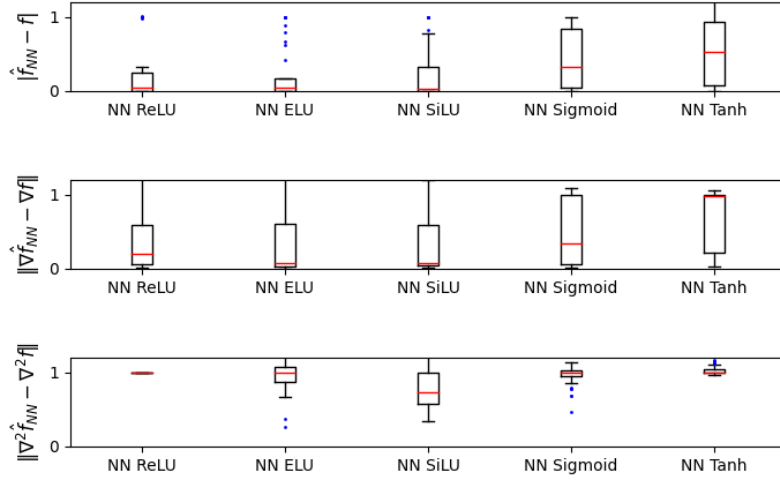 1
0
|f̂_NN − f|
NN ReLU NN ELU NN SiLU NN Sigmoid NN Tanh
1
0
‖∇f̂_NN − ∇f‖
NN ReLU NN ELU NN SiLU NN Sigmoid NN Tanh
1
0
‖∇²f̂_NN − ∇²f‖
NN ReLU NN ELU NN SiLU NN Sigmoid NN Tanh